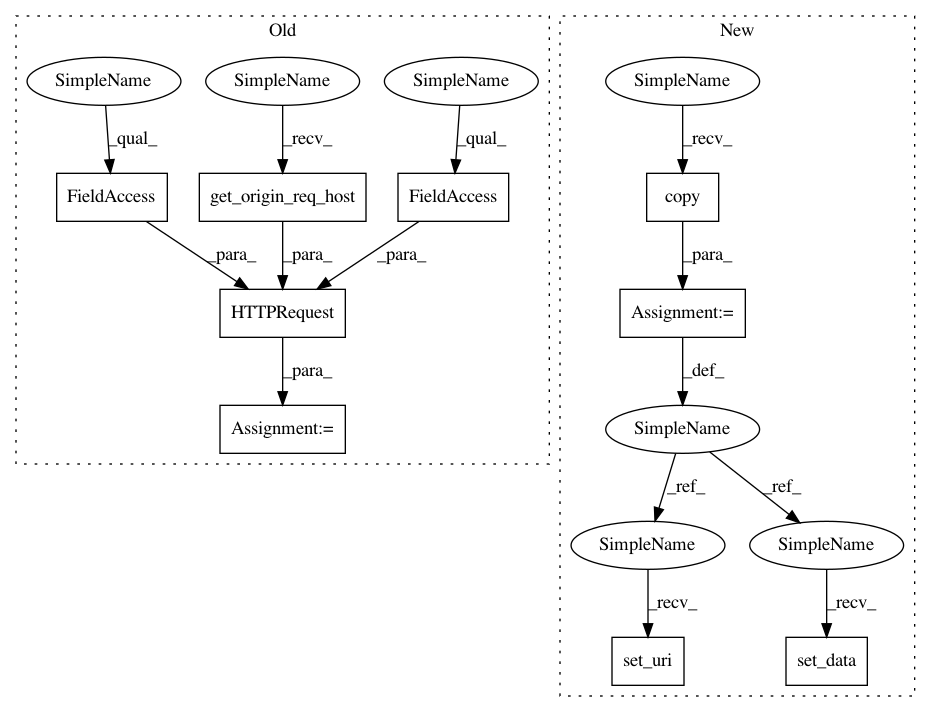 Old
New
SimpleName
SimpleName
SimpleName
SimpleName
_qual_
_recv_
_qual_
_recv_
FieldAccess
get_origin_req_host
FieldAccess
copy
_para_
_para_
_para_
_para_
HTTPRequest
Assignment:=
_para_
_def_
Assignment:=
SimpleName
_ref_
_ref_
SimpleName
SimpleName
_recv_
_recv_
set_uri
set_data